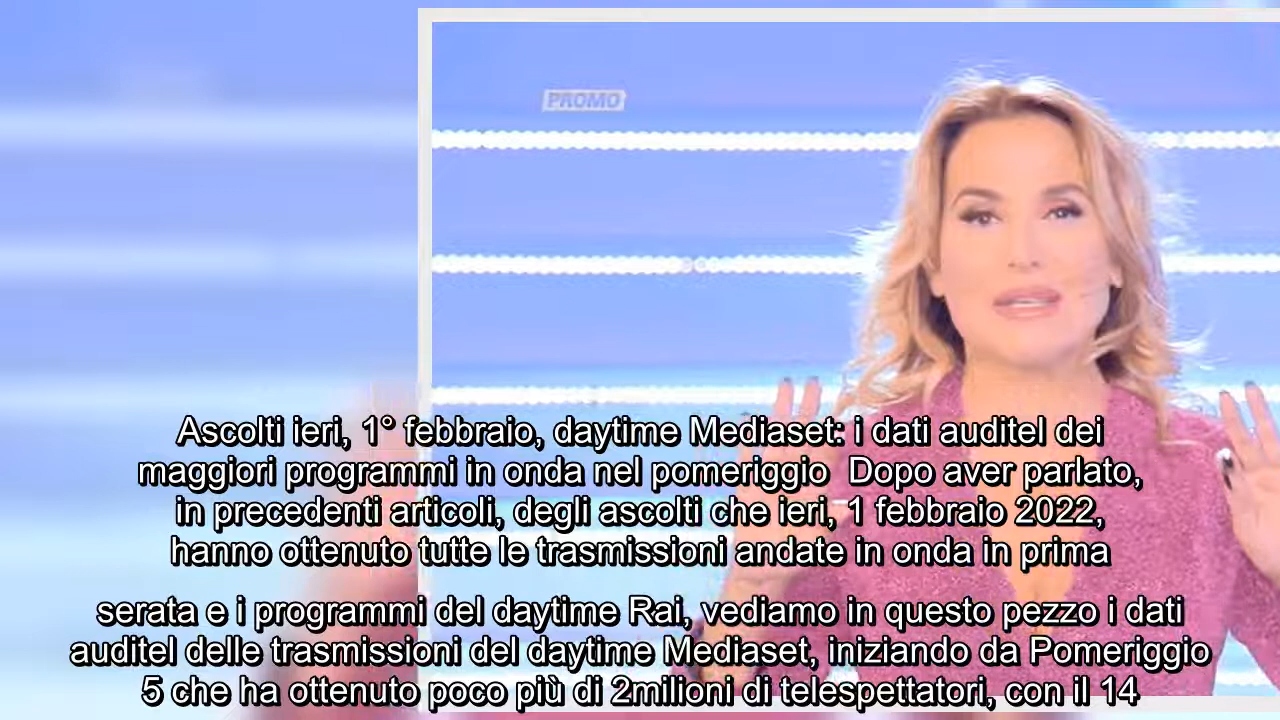 PROMO
Ascolti ieri, 1° febbraio, daytime Mediaset: i dati auditel dei
maggiori programmi in onda nel pomeriggio  Dopo aver parlato,
in precedenti articoli, degli ascolti che ieri, 1 febbraio 2022,
hanno ottenuto tutte le trasmissioni andate in onda in prima
serata e i programmi del daytime Rai, vediamo in questo pezzo i dati
auditel delle trasmissioni del daytime Mediaset, iniziando da Pomeriggio
5 che ha ottenuto poco più di 2milioni di telespettatori, con il 14